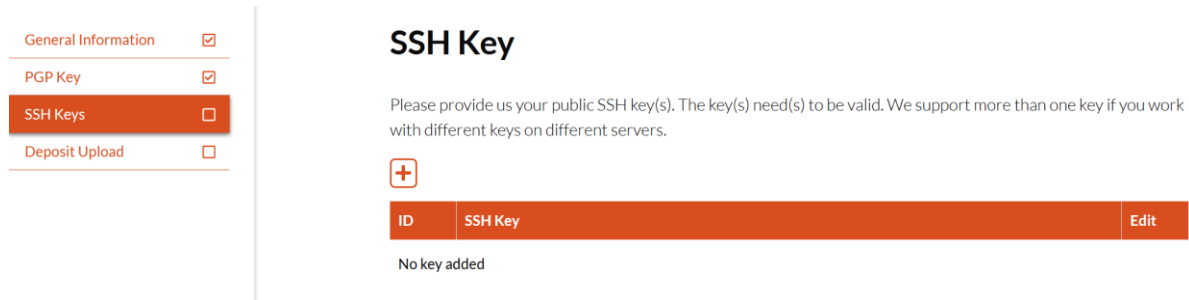 General Information
PGP Key
SSH Keys
Deposit Upload
SSH Key
Please provide us your public SSH key(s). The key(s) need(s) to be valid. We support more than one key if you work
with different keys on different servers.
ID SSH Key Edit
No key added